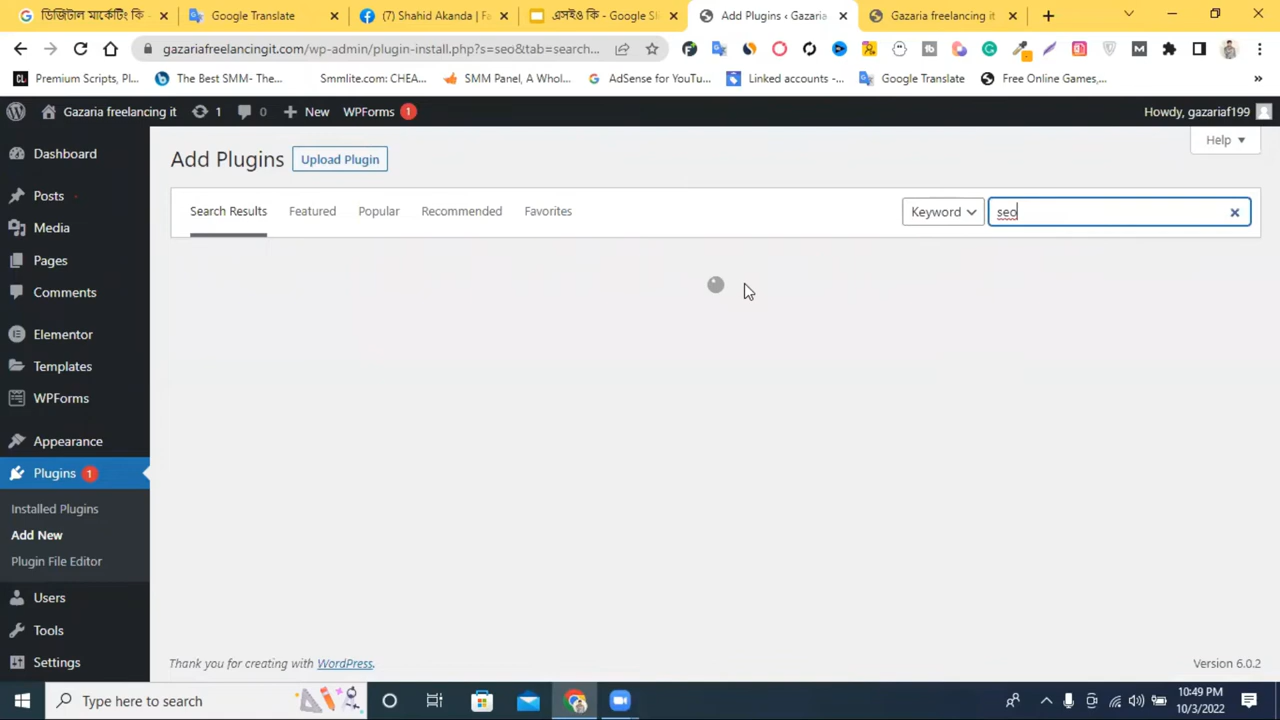 ডিজিটাল মার্কেটিং কি -
Google Translate
(7) Shahid Akanda | Fa
এসইও কি - Google Sl
Add Plugins ‹ Gazaria
Gazaria freelancing it
gazariafreelancingit.com/wp-admin/plugin-install.php?s=seo&tab=search...
Premium Scripts, Pl...
The Best SMM- The...
Smmlite.com: CHEA...
SMM Panel, A Whol...
AdSense for YouTu...
Linked accounts -...
Google Translate
Free Online Games,...
»
Gazaria freelancing it
1
0
New
WPForms 1
Howdy, gazariaf199
Dashboard
Posts
Media
Pages
Comments
Elementor
Templates
WPForms
Appearance
Plugins 1
Installed Plugins
Add New
Plugin File Editor
Users
Tools
Settings
Add Plugins
Upload Plugin
Help
Search Results
Featured
Popular
Recommended
Favorites
Keyword
seo
Thank you for creating with WordPress.
Version 6.0.2
Type here to search
10:49 PM
10/3/2022